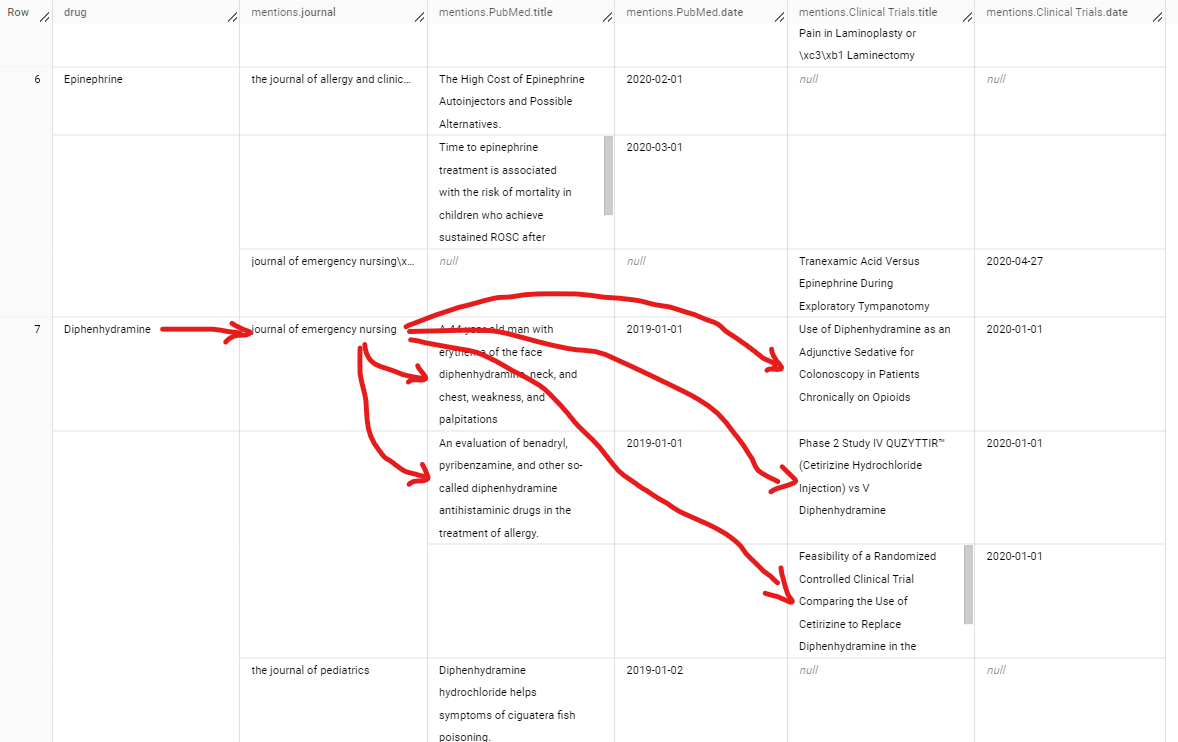 Row drug mentions.journal mentions.PubMed.title mentions.PubMed.date mentions.Clinical Trials.title mentions.Clinical Trials.date
Pain in Laminoplasty or
\xc3\xb1 Laminectomy
6 Epinephrine the journal of allergy and clinic... The High Cost of Epinephrine 2020-02-01 null null
Autoinjectors and Possible
Alternatives.
Time to epinephrine 2020-03-01
treatment is associated
with the risk of mortality in
children who achieve
sustained ROSC after
journal of emergency nursing\x... null null Tranexamic Acid Versus 2020-04-27
Epinephrine During
Exploratory Tympanotomy
7 Diphenhydramine journal of emergency nursing A 44-year-old man with 2019-01-01 Use of Diphenhydramine as an 2020-01-01
erythema of the face Adjunctive Sedative for
diphenhydramine, neck, and Colonoscopy in Patients
chest, weakness, and Chronically on Opioids
palpitations
An evaluation of benadryl, 2019-01-01 Phase 2 Study IV QUZYTTIR™ 2020-01-01
pyribenzamine, and other so- (Cetirizine Hydrochloride
called diphenhydramine Injection) vs V
antihistaminic drugs in the Diphenhydramine
treatment of allergy.
Feasibility of a Randomized 2020-01-01
Controlled Clinical Trial
Comparing the Use of
Cetirizine to Replace
Diphenhydramine in the
the journal of pediatrics Diphenhydramine 2019-01-02 null null
hydrochloride helps
symptoms of ciguatera fish
poisoning.